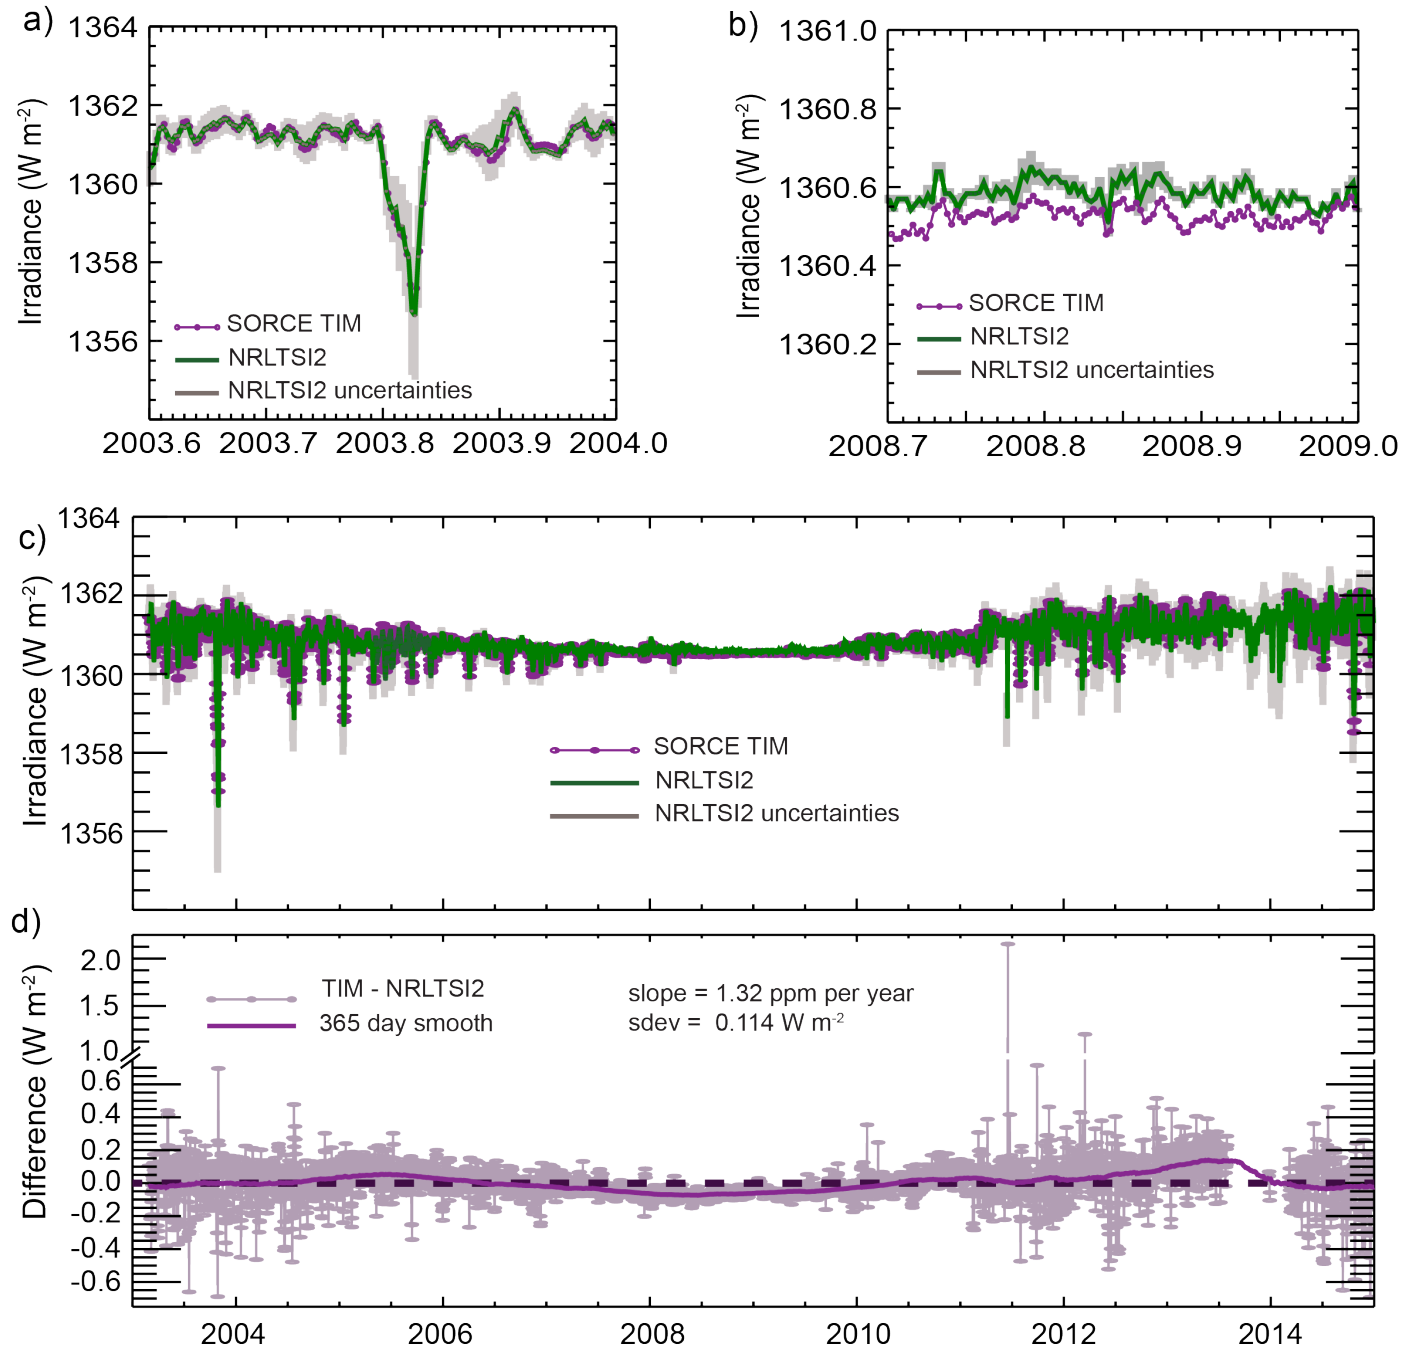 a)
1364
1362
1360
1358
1356
Irradiance (W m-2)
SORCE TIM
NRLTSI2
NRLTSI2 uncertainties
2003.6 2003.7 2003.8 2003.9 2004.0
b)
1361.0
1360.8
1360.6
1360.4
1360.2
Irradiance (W m-2)
SORCE TIM
NRLTSI2
NRLTSI2 uncertainties
2008.7 2008.8 2008.9 2009.0
c)
1364
1362
1360
1358
1356
Irradiance (W m-2)
SORCE TIM
NRLTSI2
NRLTSI2 uncertainties
d)
2.0
1.5
1.0
0.6
0.4
0.2
0.0
-0.2
-0.4
-0.6
Difference (W m-2)
TIM - NRLTSI2
365 day smooth
slope = 1.32 ppm per year
sdev = 0.114 W m-2
2004 2006 2008 2010 2012 2014